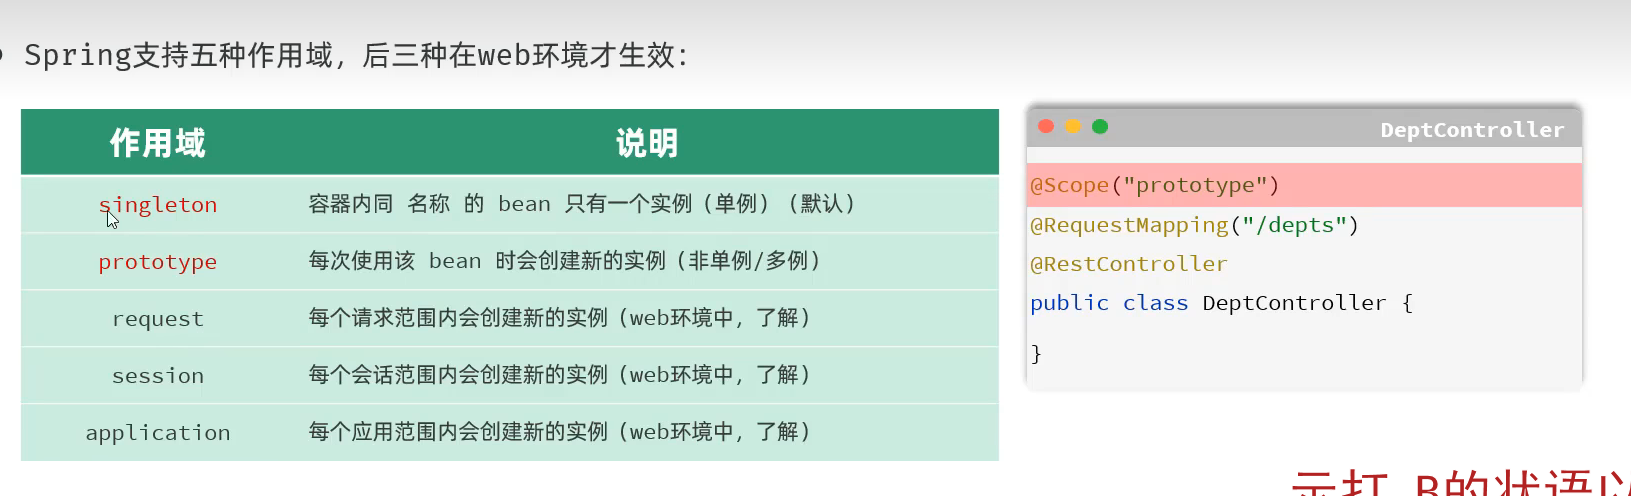 Spring支持五种作用域，后三种在web环境才生效：
作用域 说明
singleton 容器内同 名称 的 bean 只有一个实例（单例）（默认）
prototype 每次使用该 bean 时会创建新的实例（非单例/多例）
request 每个请求范围内会创建新的实例（web环境中，了解）
session 每个会话范围内会创建新的实例（web环境中，了解）
application 每个应用范围内会创建新的实例（web环境中，了解）
DeptController
@Scope("prototype")
@RequestMapping("/depts")
@RestController
public class DeptController {
}